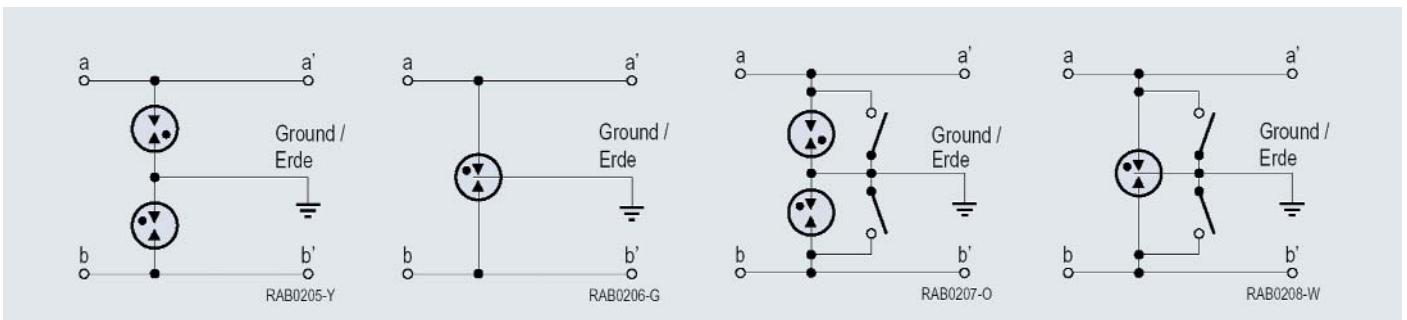 a a'
Ground /
Erde
b b'
RAB0205-Y
a a'
Ground /
Erde
b b'
RAB0206-G
a a'
Ground /
Erde
b b'
RAB0207-O
a a'
Ground /
Erde
b b'
RAB0208-W